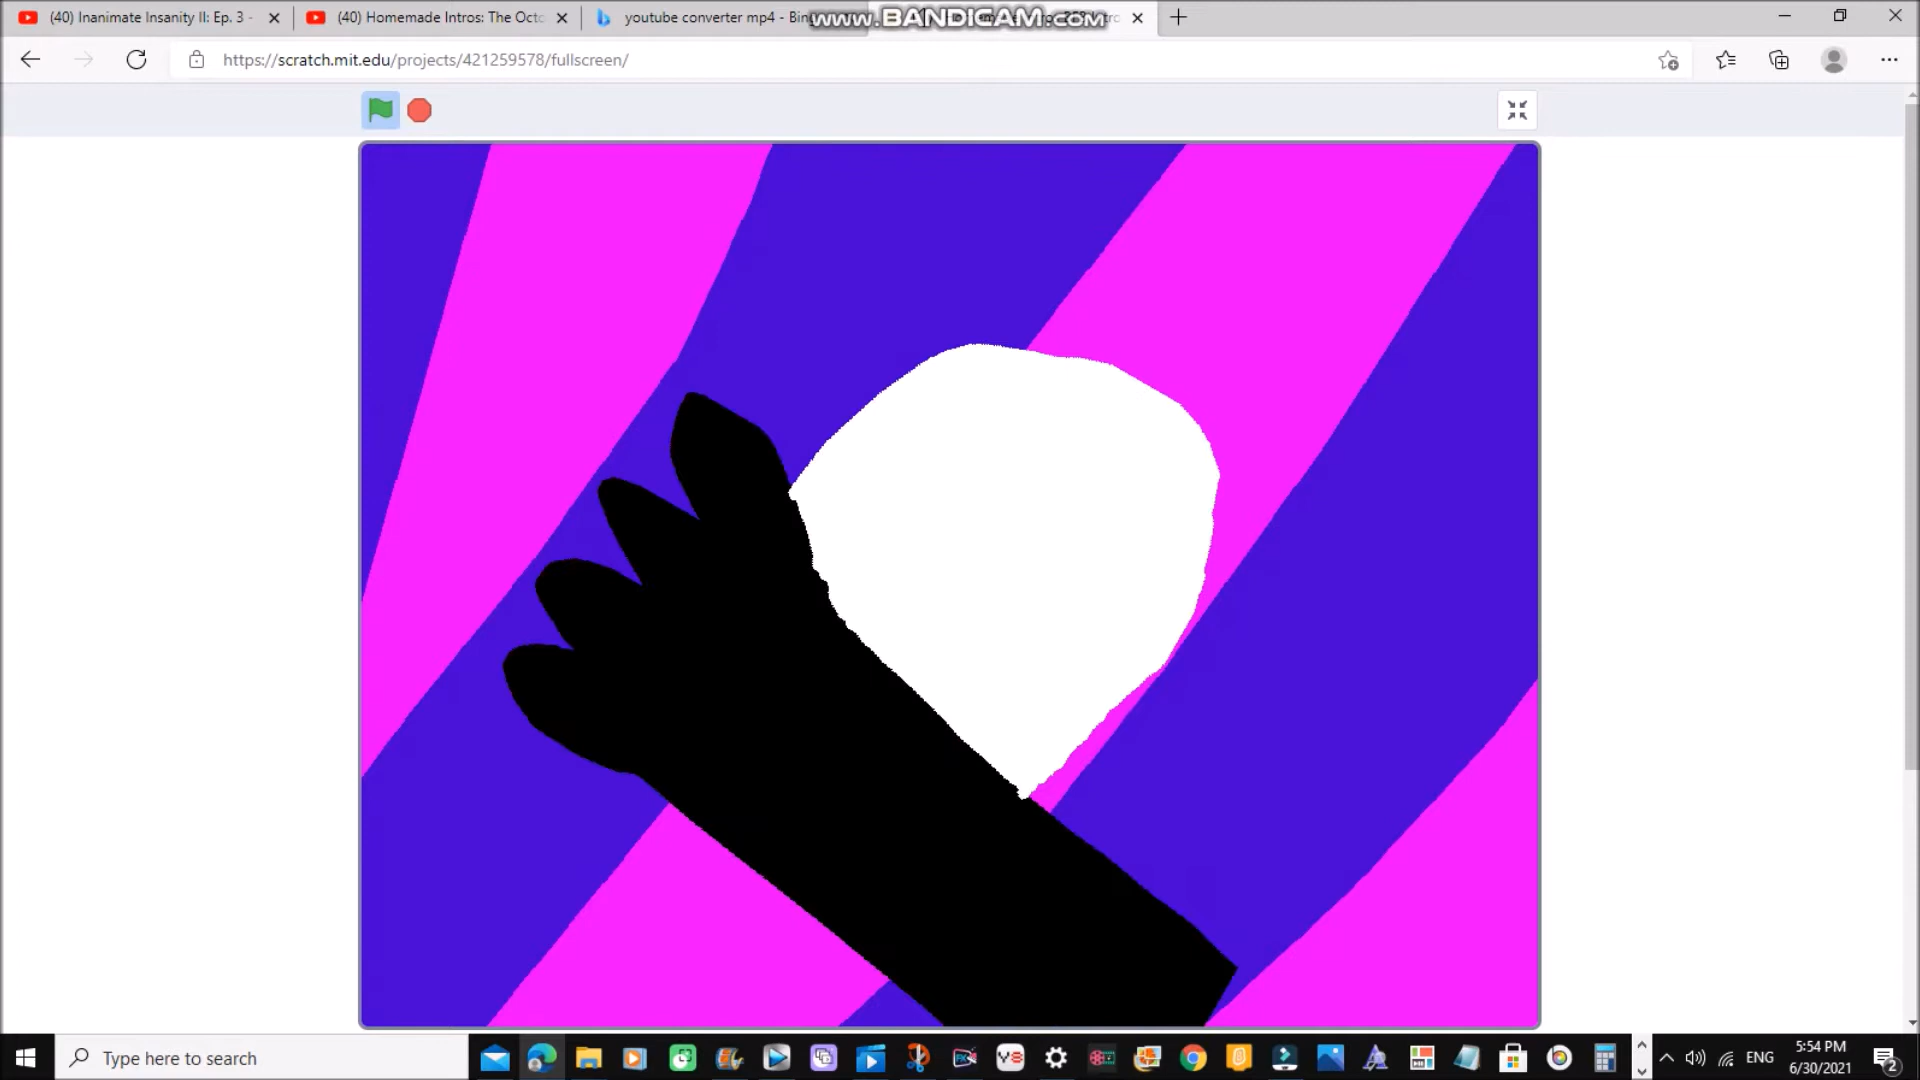 (40) Inanimate Insanity II: Ep. 3 -
(40) Homemade Intros: The Octo
youtube converter mp4 - Bin
www.BANDICAM.com
https://scratch.mit.edu/projects/421259578/fullscreen/
Type here to search
ENG
5:54 PM
6/30/2021
2